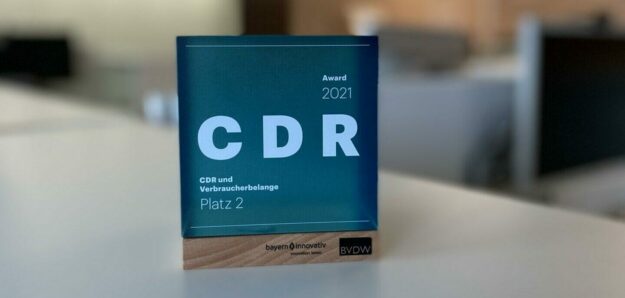 Award
2021
CDR
CDR und
Verbraucherbelange
Platz 2
bayern innovativ
BVDW